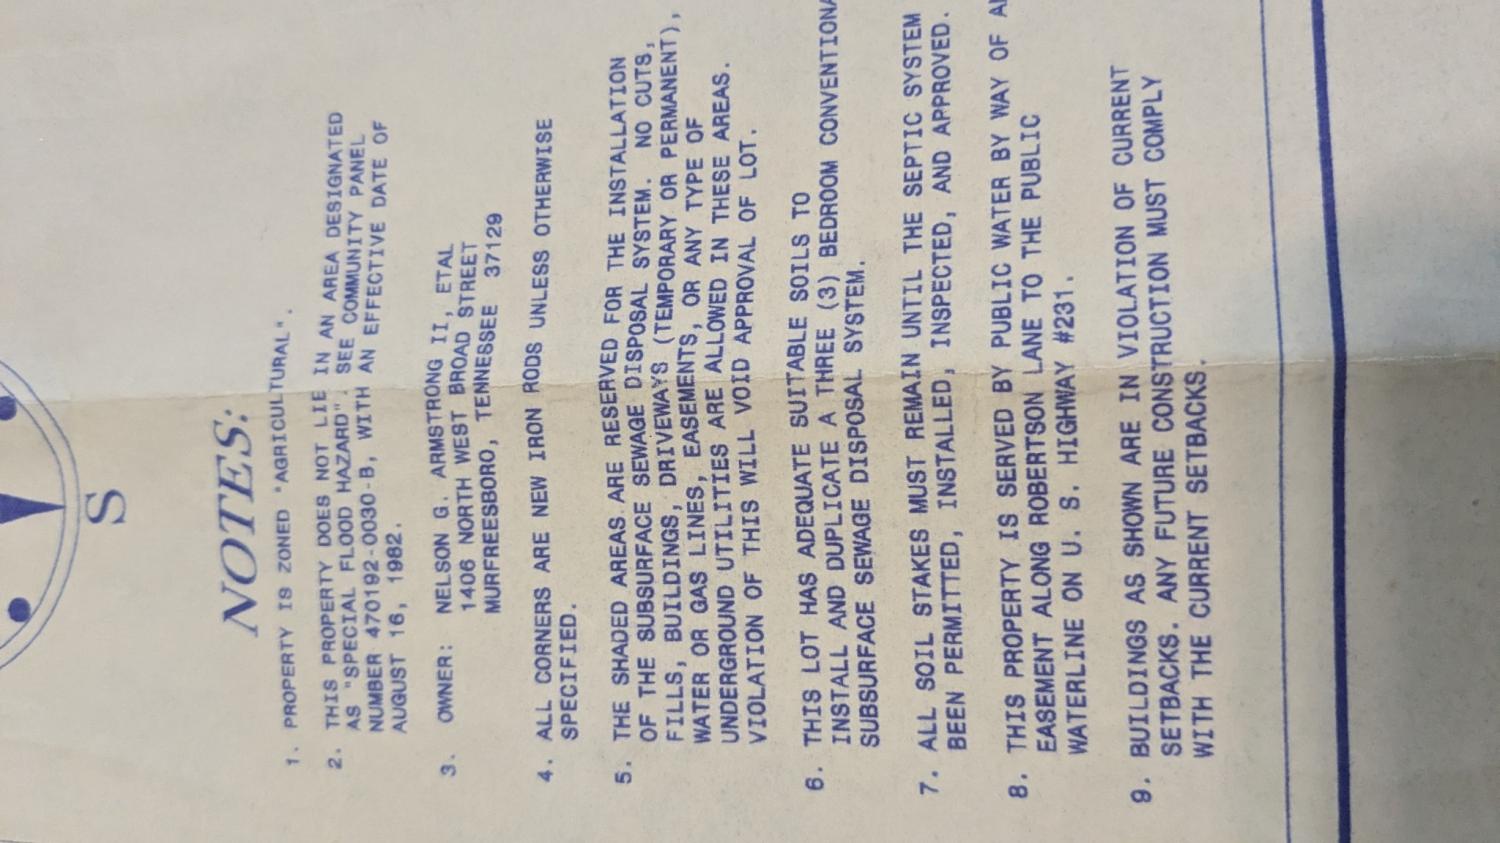 S
NOTES:
1. PROPERTY IS ZONED "AGRICULTURAL".
2. THIS PROPERTY DOES NOT LIE IN AN AREA DESIGNATED
AS "SPECIAL FLOOD HAZARD". SEE COMMUNITY PANEL
NUMBER 470192-0030-B, WITH AN EFFECTIVE DATE OF
AUGUST 16, 1982.
3. OWNER: NELSON G. ARMSTRONG II, ETAL
1406 NORTH WEST BROAD STREET
MURFREESBORO, TENNESSEE 37129
4. ALL CORNERS ARE NEW IRON RODS UNLESS OTHERWISE
SPECIFIED.
5. THE SHADED AREAS ARE RESERVED FOR THE INSTALLATION
OF THE SUBSURFACE SEWAGE DISPOSAL SYSTEM. NO CUTS,
FILLS, BUILDINGS, DRIVEWAYS (TEMPORARY OR PERMANENT),
WATER OR GAS LINES, EASEMENTS, OR ANY TYPE OF
UNDERGROUND UTILITIES ARE ALLOWED IN THESE AREAS.
VIOLATION OF THIS WILL VOID APPROVAL OF LOT.
6. THIS LOT HAS ADEQUATE SUITABLE SOILS TO
INSTALL AND DUPLICATE A THREE (3) BEDROOM CONVENTIONA
SUBSURFACE SEWAGE DISPOSAL SYSTEM.
7. ALL SOIL STAKES MUST REMAIN UNTIL THE SEPTIC SYSTEM
BEEN PERMITTED, INSTALLED, INSPECTED, AND APPROVED.
8. THIS PROPERTY IS SERVED BY PUBLIC WATER BY WAY OF A
EASEMENT ALONG ROBERTSON LANE TO THE PUBLIC
WATERLINE ON U. S. HIGHWAY #231.
9. BUILDINGS AS SHOWN ARE IN VIOLATION OF CURRENT
SETBACKS. ANY FUTURE CONSTRUCTION MUST COMPLY
WITH THE CURRENT SETBACKS.